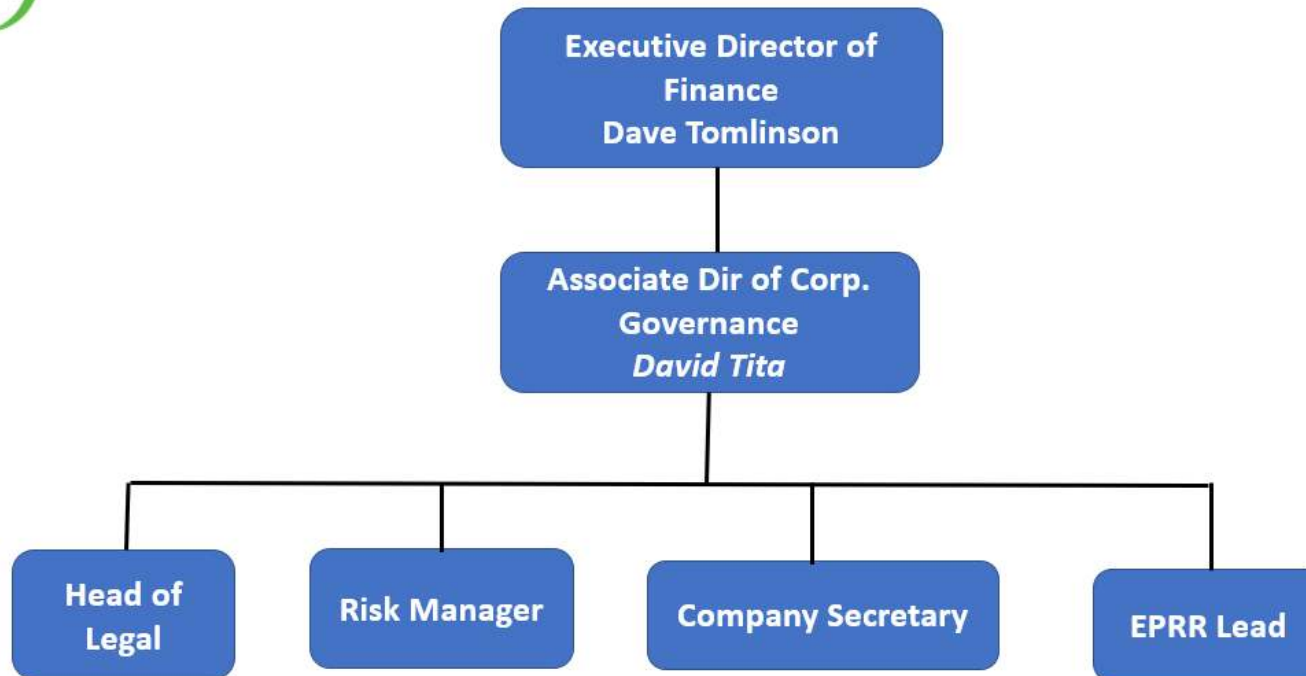 Executive Director of
Finance
Dave Tomlinson
Associate Dir of Corp.
Governance
David Tita
Head of
Legal
Risk Manager
Company Secretary
EPRR Lead